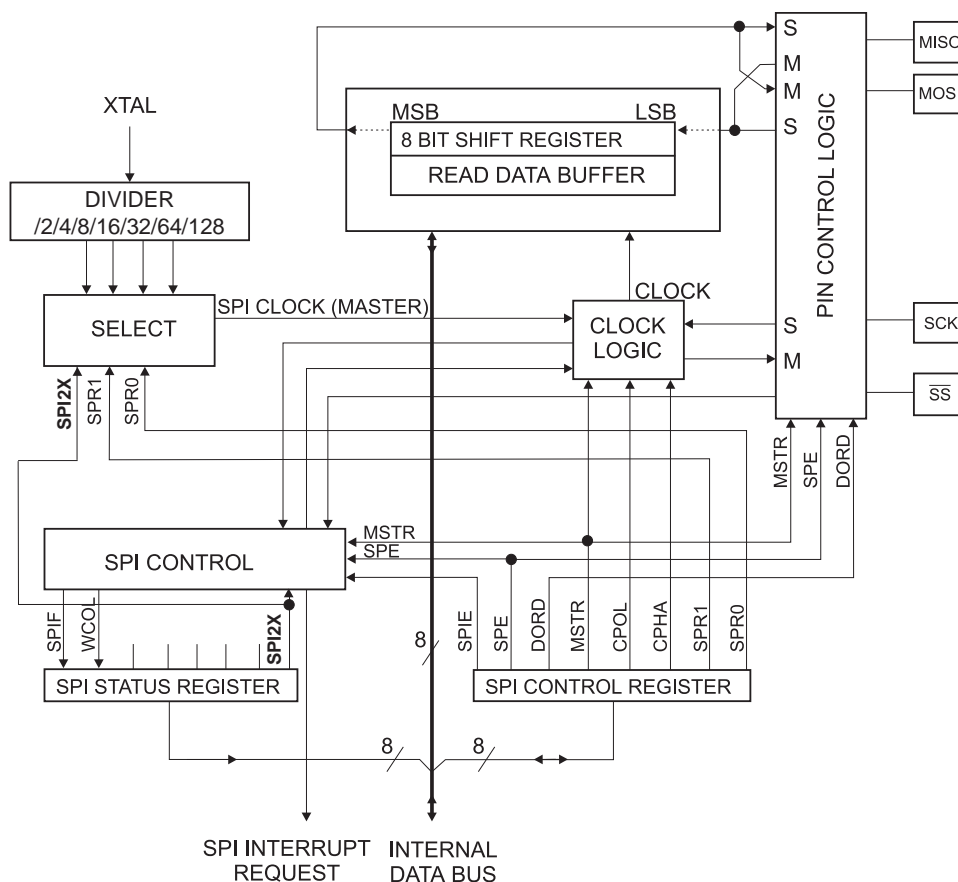 XTAL
DIVIDER
/2/4/8/16/32/64/128
SELECT
SPI2X
SPR1
SPR0
SPI CLOCK (MASTER)
MSB
LSB
8 BIT SHIFT REGISTER
READ DATA BUFFER
CLOCK
CLOCK
LOGIC
S
M
M
S
S
M
PIN CONTROL LOGIC
MISO
MOS
SCK
SS
MSTR
SPE
DORD
SPI CONTROL
MSTR
SPE
SPIF
WCOL
SPI2X
SPI STATUS REGISTER
8
SPIE
SPE
DORD
MSTR
CPOL
CPHA
SPR1
SPR0
SPI CONTROL REGISTER
8
8
SPI INTERRUPT
REQUEST
INTERNAL
DATA BUS